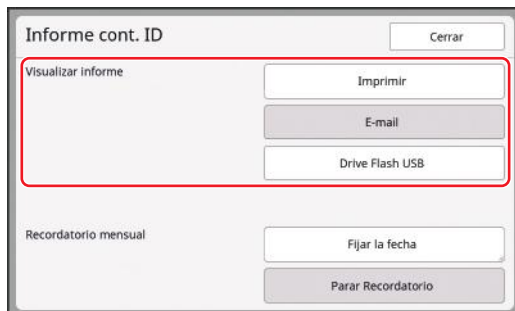 Informe cont. ID
Cerrar
Visualizar informe
Imprimir
E-mail
Drive Flash USB
Recordatorio mensual
Fijar la fecha
Parar Recordatorio